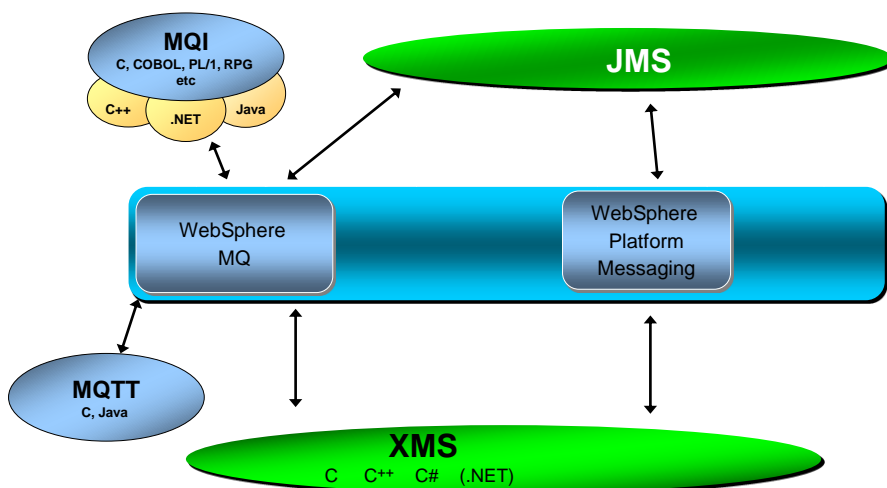 MQI
C, COBOL, PL/1, RPG
etc
C++
.NET
Java
JMS
WebSphere
MQ
WebSphere
Platform
Messaging
MQTT
C, Java
XMS
C C++ C# (.NET)